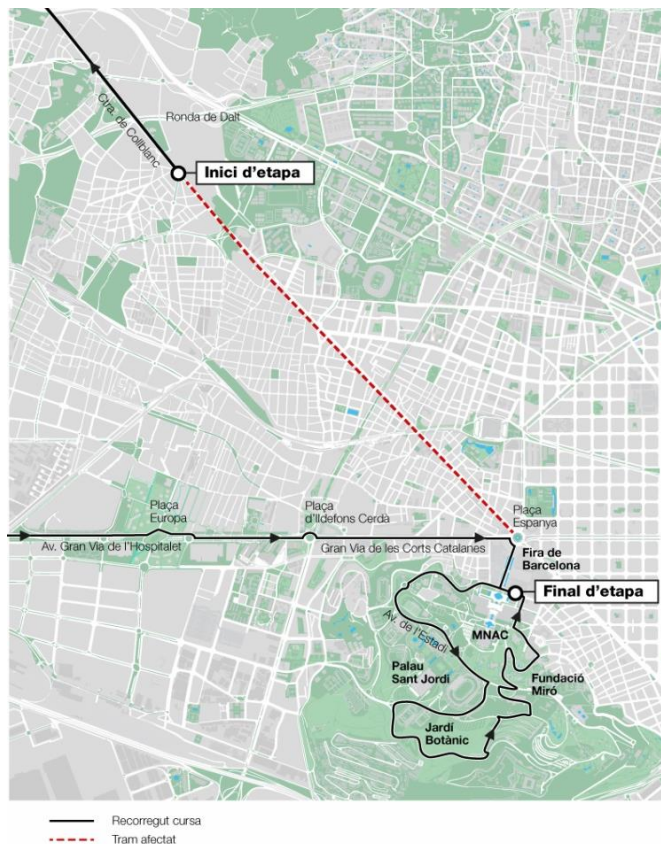 Ronda de Dalt
Ctra. de Collblanc
Inici d'etapa
Plaça
Europa
Plaça
d'Ildefons Cerdà
Plaça
Espanya
Av. Gran Via de l'Hospitalet
Gran Via de les Corts Catalanes
Fira de
Barcelona
Final d'etapa
Av. de l'Estadi
MNAC
Palau
Sant Jordi
Fundació
Miró
Jardí
Botànic
Recorregut cursa
Tram afectat